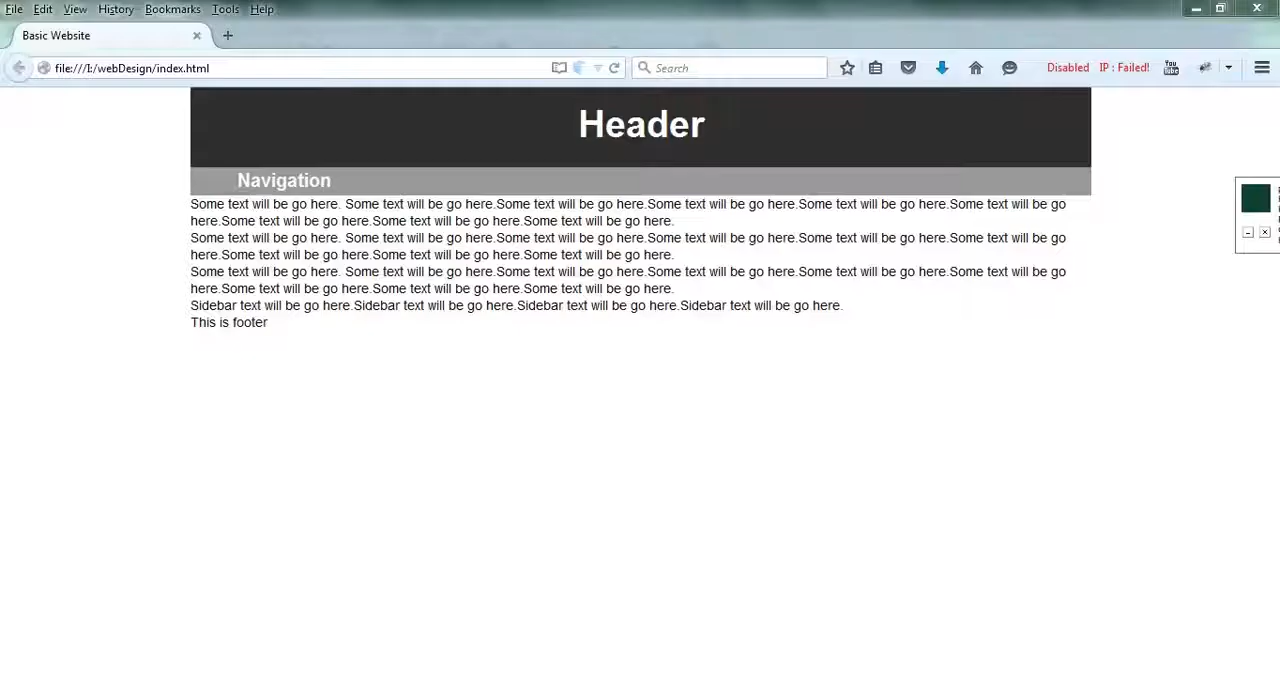 File Edit View History Bookmarks Tools Help
Basic Website
file:///I:/webDesign/index.html
Search
Disabled IP : Failed!
You Tube
Header
Navigation
Some text will be go here. Some text will be go here.Some text will be go here.Some text will be go here.Some text will be go here.Some text will be go
here.Some text will be go here.Some text will be go here.Some text will be go here.
Some text will be go here. Some text will be go here.Some text will be go here.Some text will be go here.Some text will be go here.Some text will be go
here.Some text will be go here.Some text will be go here.Some text will be go here.
Some text will be go here. Some text will be go here.Some text will be go here.Some text will be go here.Some text will be go here.Some text will be go
here.Some text will be go here.Some text will be go here.Some text will be go here.
Sidebar text will be go here.Sidebar text will be go here.Sidebar text will be go here.Sidebar text will be go here.
This is footer